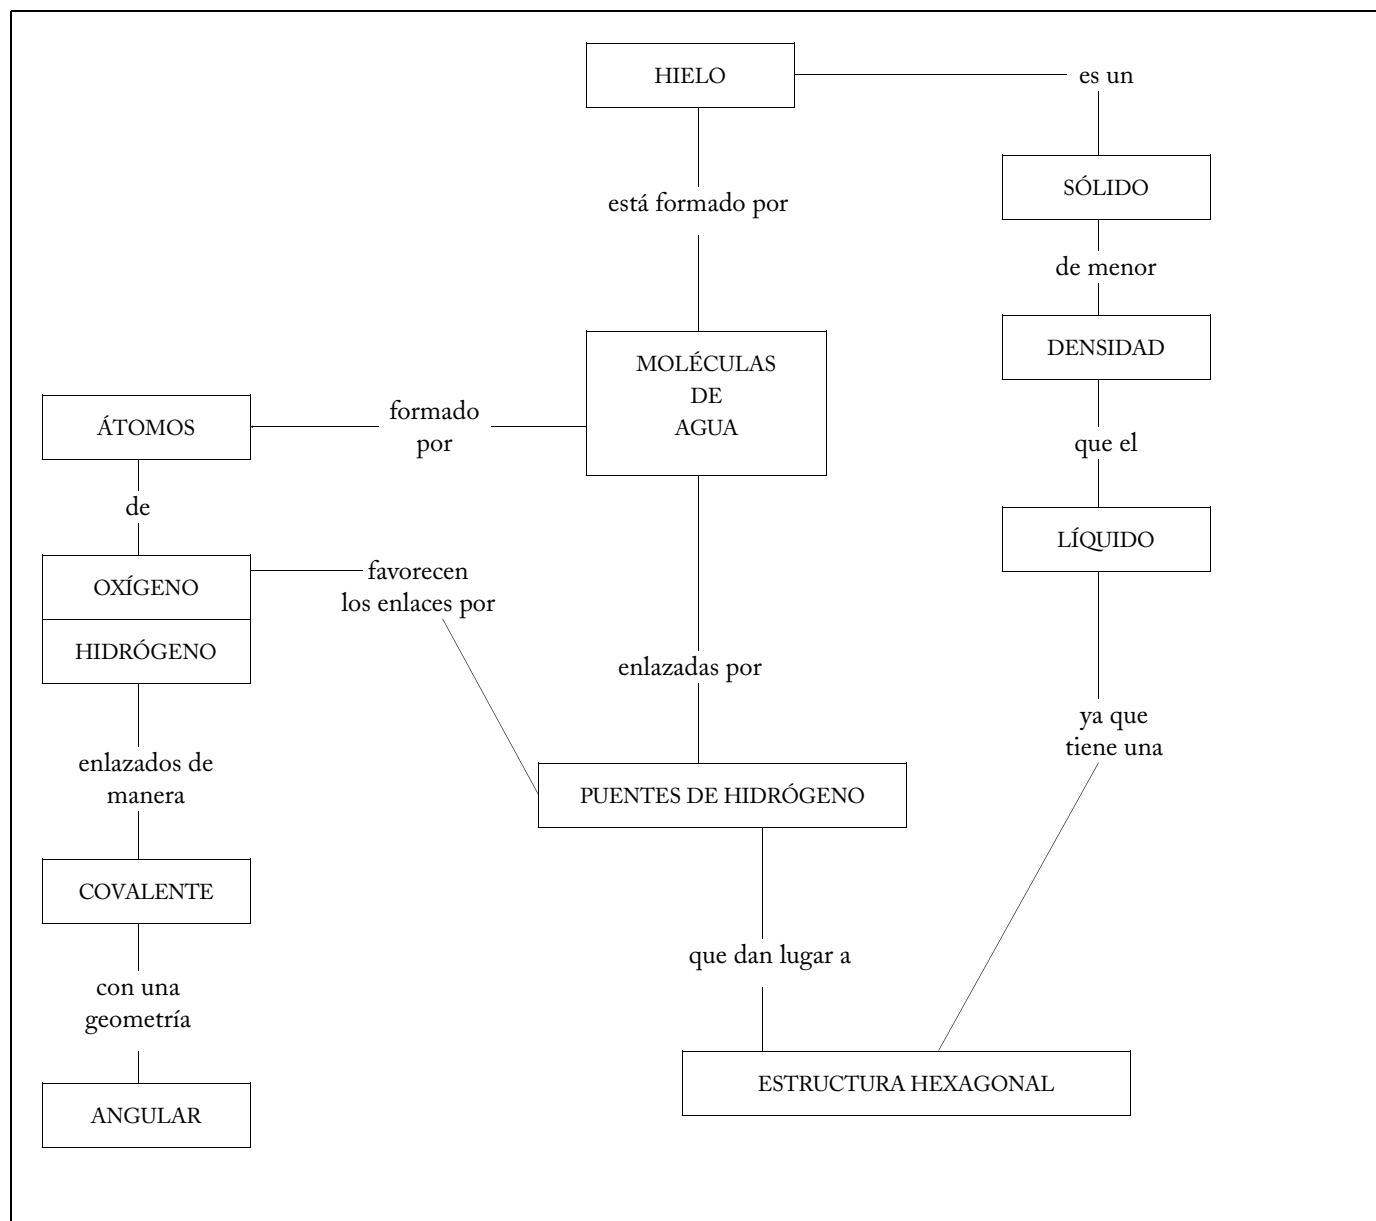 HIELO
es un
SÓLIDO
está formado por
de menor
DENSIDAD
MOLÉCULAS
DE
AGUA
formado
por
ÁTOMOS
que el
de
LÍQUIDO
OXÍGENO
favorecen
los enlaces por
HIDRÓGENO
enlazadas por
ya que
tiene una
enlazados de
manera
PUENTES DE HIDRÓGENO
COVALENTE
que dan lugar a
con una
geometría
ESTRUCTURA HEXAGONAL
ANGULAR